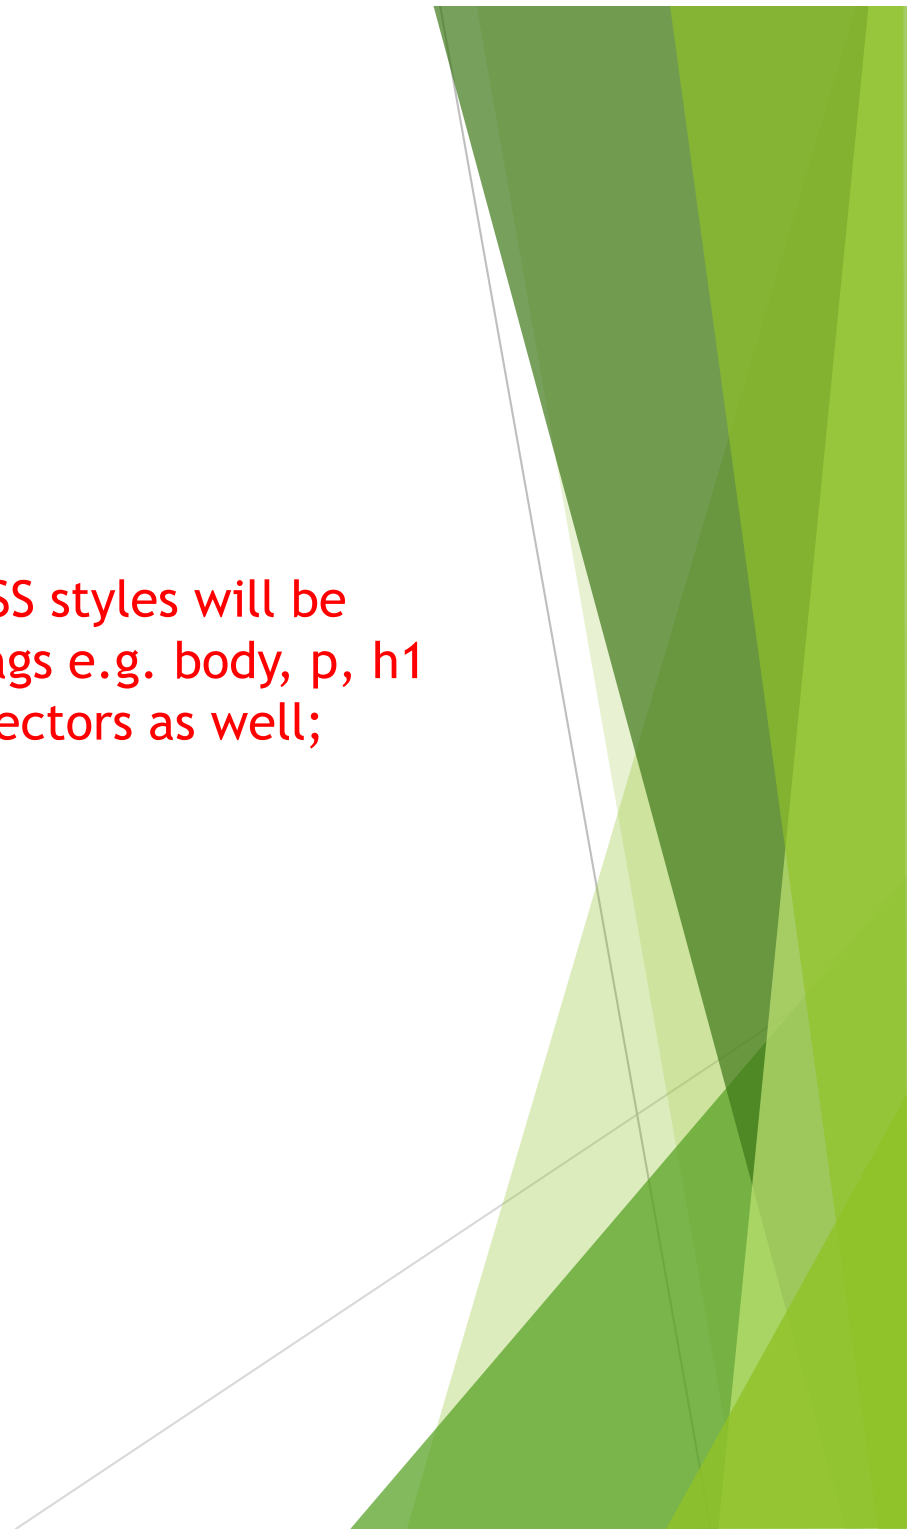 SS styles will be
ags e.g. body, p, h1
ectors as well;